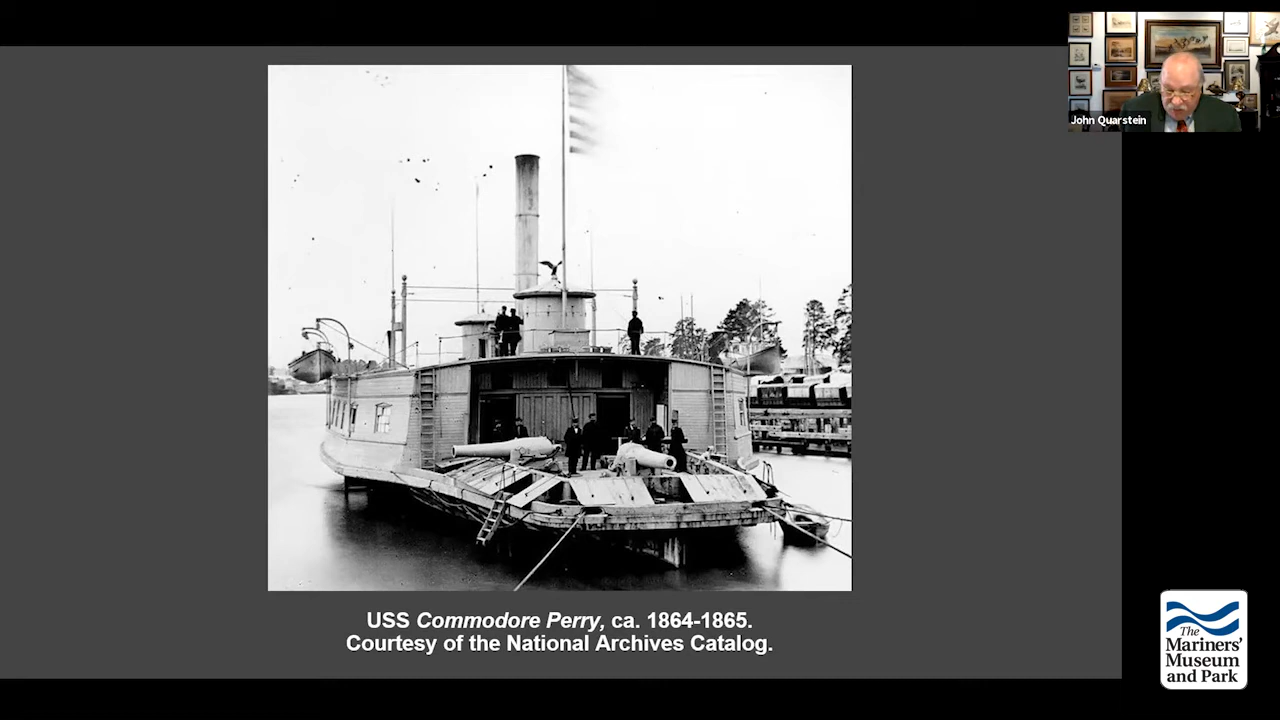 John Quarstein
USS Commodore Perry, ca. 1864-1865.
Courtesy of the National Archives Catalog.
The
Mariners'
Museum
and Park